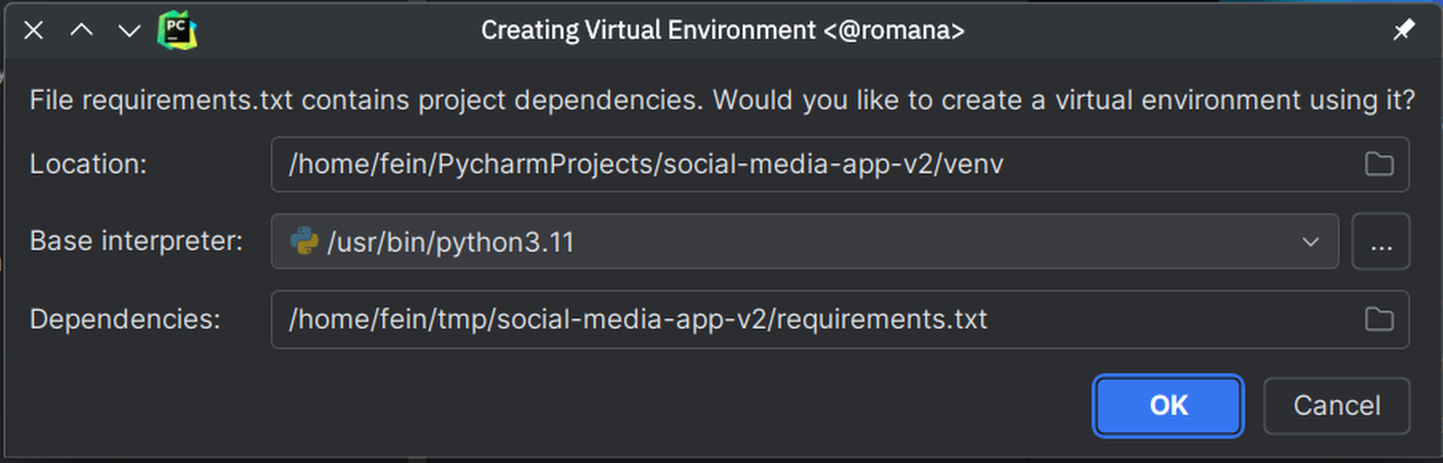 PC
Creating Virtual Environment <@romana>
File requirements.txt contains project dependencies. Would you like to create a virtual environment using it?
Location: /home/fein/PycharmProjects/social-media-app-v2/venv
Base interpreter: /usr/bin/python3.11 ...
Dependencies: /home/fein/tmp/social-media-app-v2/requirements.txt
OK Cancel